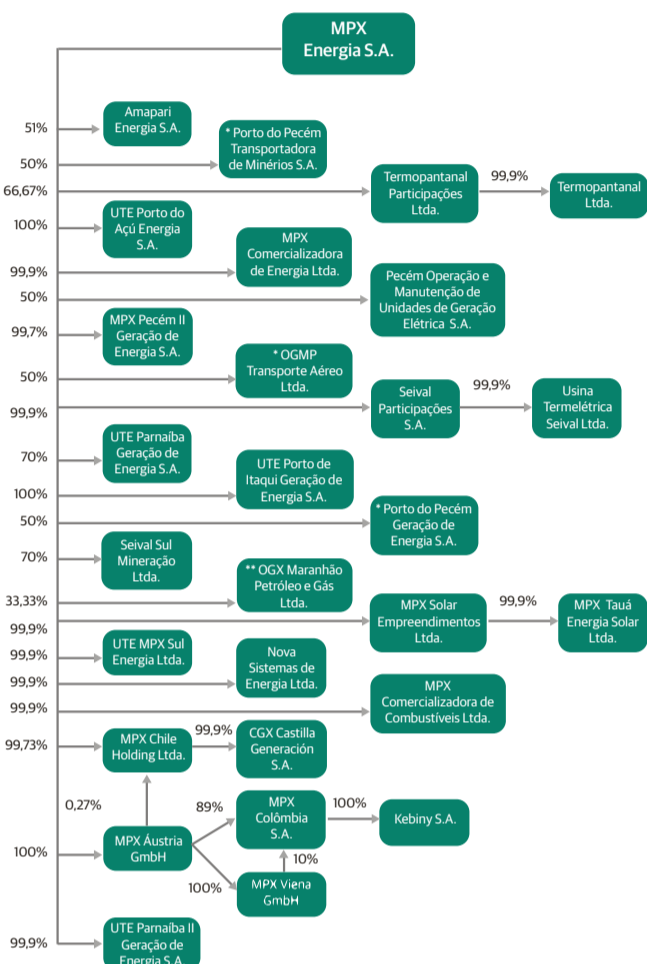 MPX
Energia S.A.
51%
Amapari
Energia S.A.
50%
* Porto do Pecém
Transportadora
de Minérios S.A.
66,67%
Termopantanal
Participações
Ltda.
99,9%
Termopantanal
Ltda.
100%
UTE Porto do
Açú Energia
S.A.
99,9%
MPX
Comercializadora
de Energia Ltda.
50%
Pecém Operação e
Manutenção de
Unidades de Geração
Elétrica S.A.
99,7%
MPX Pecém II
Geração de
Energia S.A.
50%
* OGMP
Transporte Aéreo
Ltda.
99,9%
Seival
Participações
S.A.
99,9%
Usina
Termelétrica
Seival Ltda.
70%
UTE Parnaíba
Geração de
Energia S.A.
100%
UTE Porto de
Itaqui Geração de
Energia S.A.
50%
* Porto do Pecém
Geração de
Energia S.A.
70%
Seival Sul
Mineração
Ltda.
33,33%
** OGX Maranhão
Petróleo e Gás
Ltda.
99,9%
MPX Solar
Empreendimentos
Ltda.
99,9%
MPX Tauá
Energia Solar
Ltda.
99,9%
UTE MPX Sul
Energia Ltda.
99,9%
Nova
Sistemas de
Energia Ltda.
99,9%
MPX
Comercializadora de
Combustíveis Ltda.
99,73%
MPX Chile
Holding Ltda.
99,9%
CGX Castilla
Generación
S.A.
0,27%
100%
MPX Áustria
GmbH
89%
MPX
Colômbia
S.A.
100%
Kebiny S.A.
10%
100%
MPX Viena
GmbH
99,9%
UTE Parnaíba II
Geração de
Energia S.A.